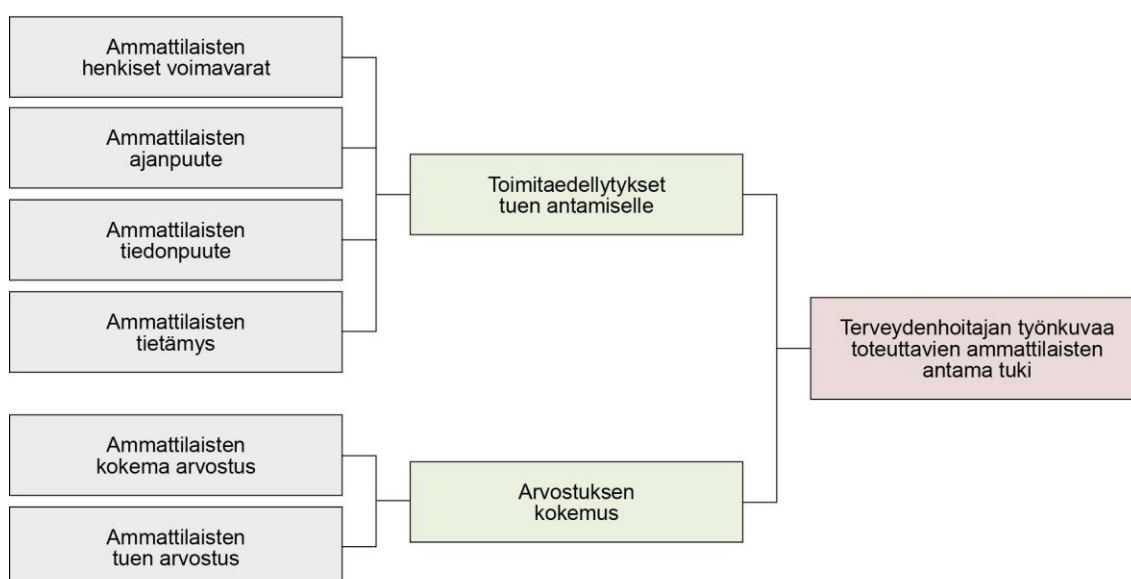 Ammattilaisten
henkiset voimavarat
Ammattilaisten
ajanpuute
Ammattilaisten
tiedonpuute
Ammattilaisten
tietämys
Ammattilaisten
kokema arvostus
Ammattilaisten
tuen arvostus
Toimitaedellytykset
tuen antamiselle
Arvostuksen
kokemus
Terveydenhoitajan työnkuvaa
toteuttavien ammattilaisten
antama tuki